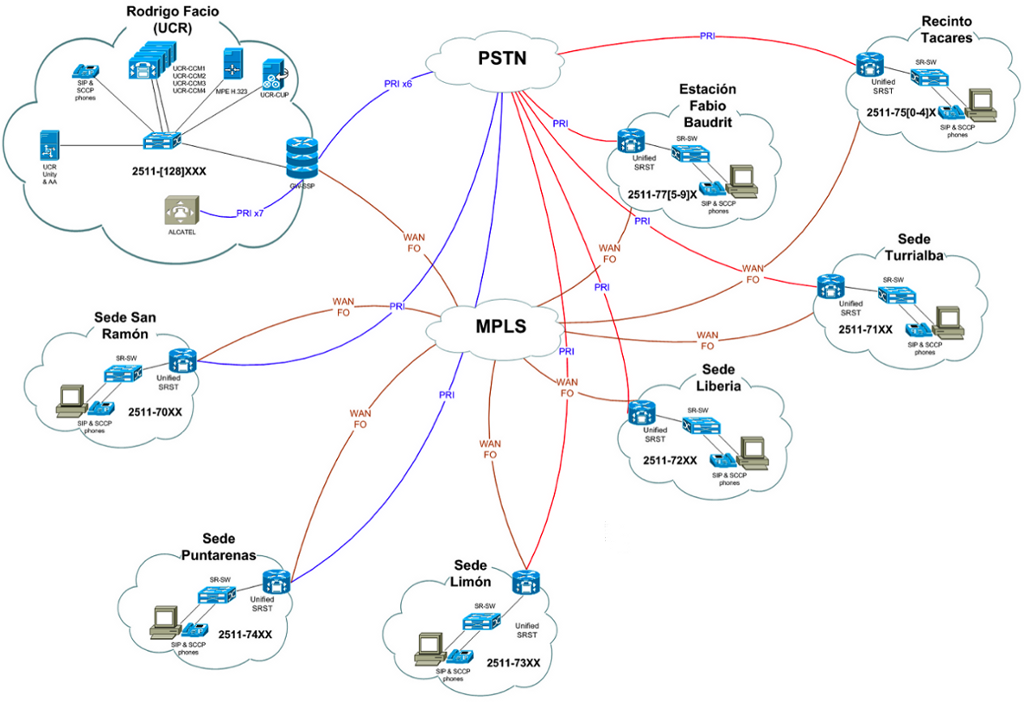 Rodrigo Facio
(UCR)
SIP &
SCCP
phones
UCR-CCM1
UCR-CCM2
UCR-CCM3
UCR-CCM4
MPE H.323
UCR-CUP
UCR
Unity
& AA
2511-[128]XXX
GW-SSP
ALCATEL
PRI x7
PRI x6
PSTN
PRI
Recinto
Tacares
SR-SW
Unified
SRST
2511-75[0-4]X
SIP & SCCP
phones
Estación
Fabio
Baudrit
PRI
SR-SW
Unified
SRST
2511-77[5-9]X
SIP & SCCP
phones
PRI
WAN
FO
WAN
FO
WAN
FO
Sede
Turrialba
SR-SW
Unified
SRST
2511-71XX
SIP & SCCP
phones
PRI
WAN
FO
PRI
MPLS
WAN
FO
Sede San
Ramón
SR-SW
Unified
SRST
2511-70XX
SIP & SCCP
phones
PRI
WAN
FO
Sede
Liberia
SR-SW
Unified
SRST
2511-72XX
SIP & SCCP
phones
PRI
WAN
FO
WAN
FO
Sede
Puntarenas
SR-SW
Unified
SRST
2511-74XX
SIP & SCCP
phones
Sede
Limón
SR-SW
Unified
SRST
2511-73XX
SIP & SCCP
phones